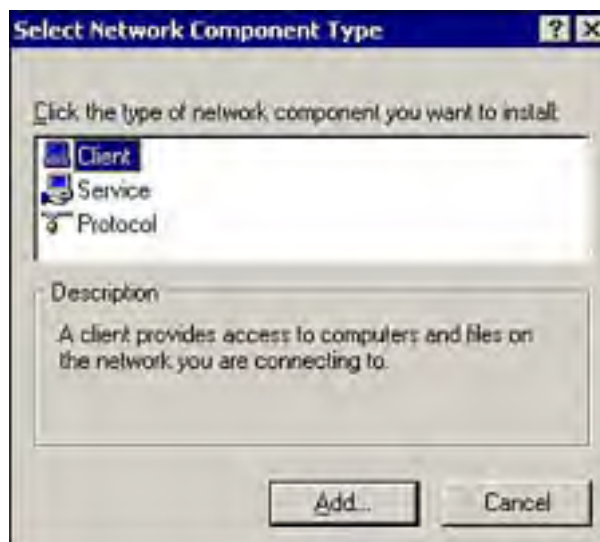 Select Network Component Type
Click the type of network component you want to install:
Client
Service
Protocol
Description
A client provides access to computers and files on
the network you are connecting to.
Add...
Cancel